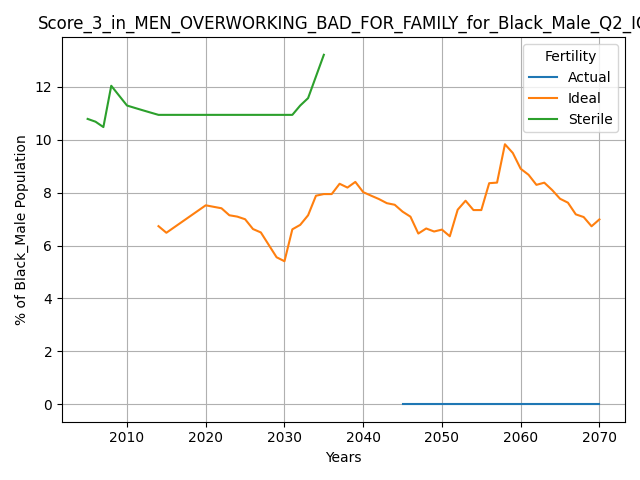 Score_3_in_MEN_OVERWORKING_BAD_FOR_FAMILY_for_Black_Male_Q2_IQ
Fertility
Actual
Ideal
Sterile
% of Black_Male Population
12
10
8
6
4
2
0
2010 2020 2030 2040 2050 2060 2070
Years